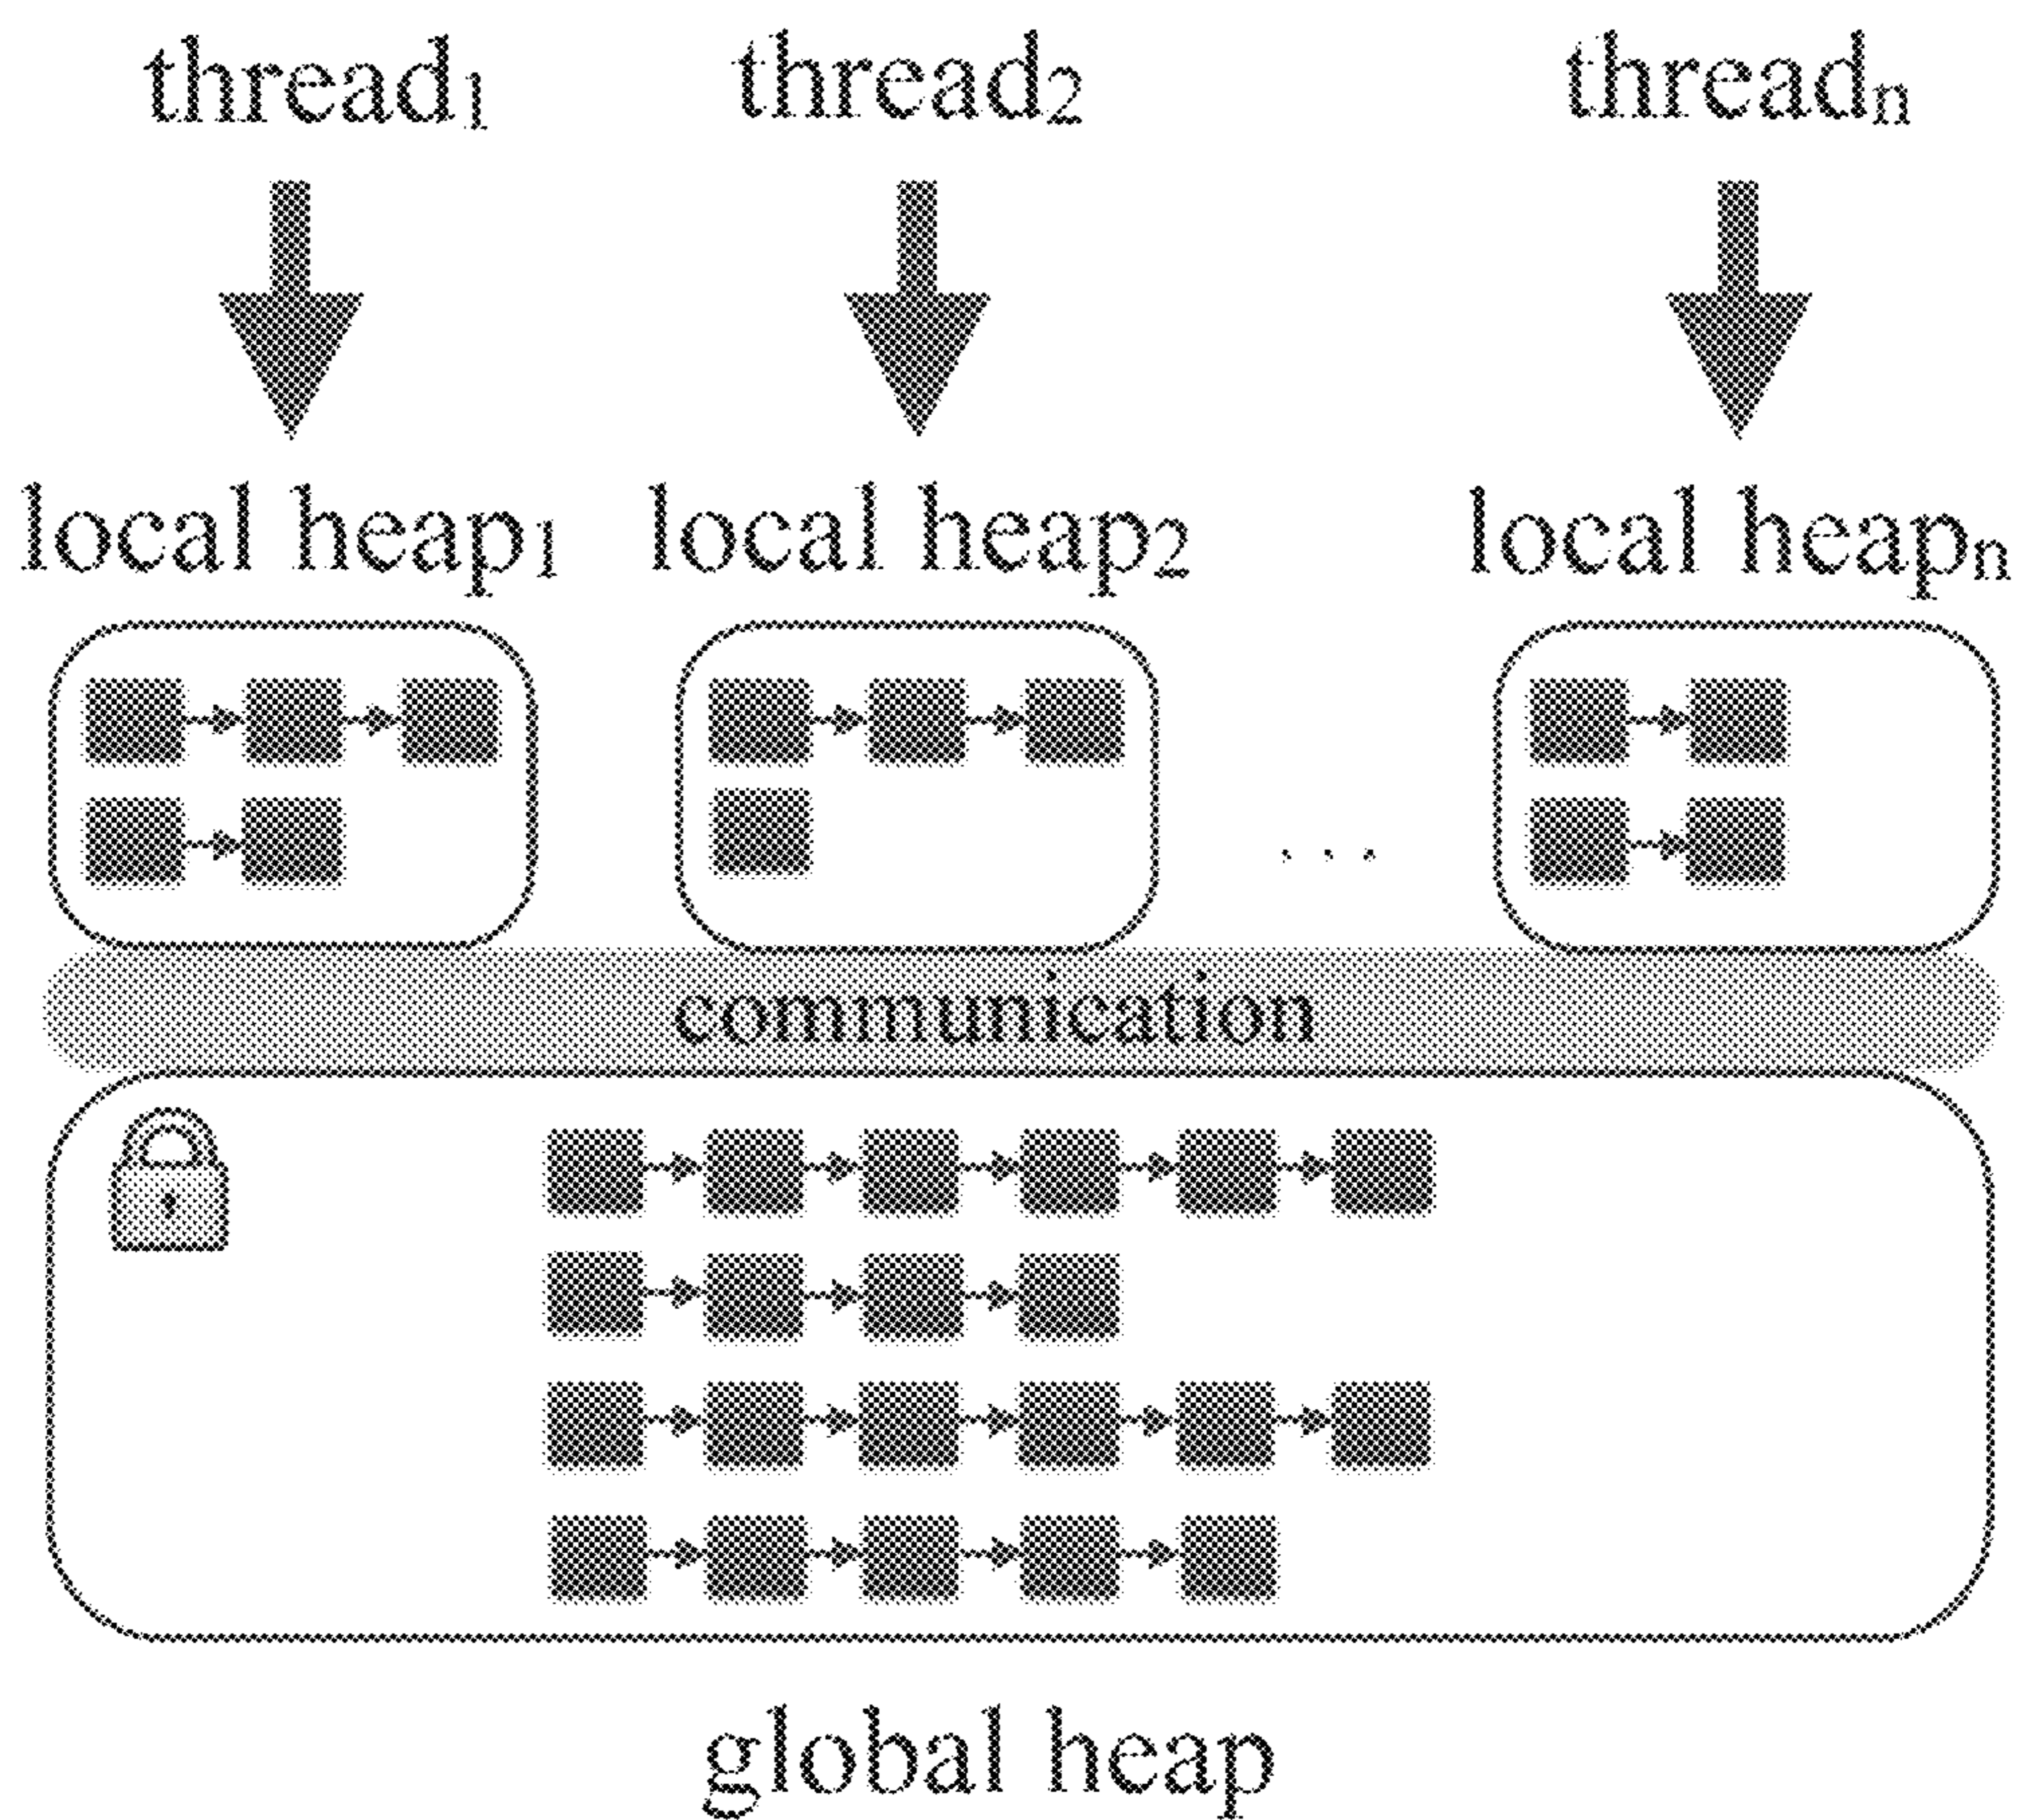 thread1 thread2 threadn
local heap1 local heap2 local heapn
...
communication
global heap